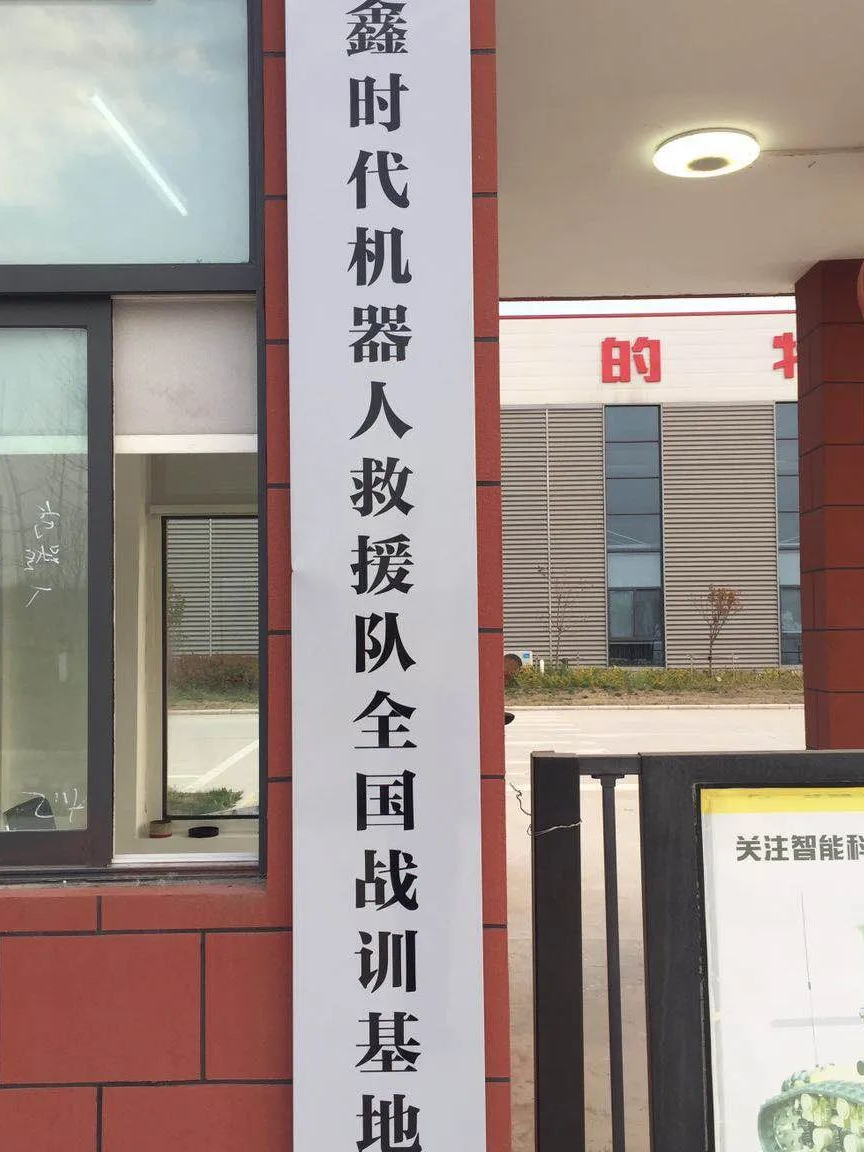 鑫时代机器人救援队全国战训基地
的
关注智能科